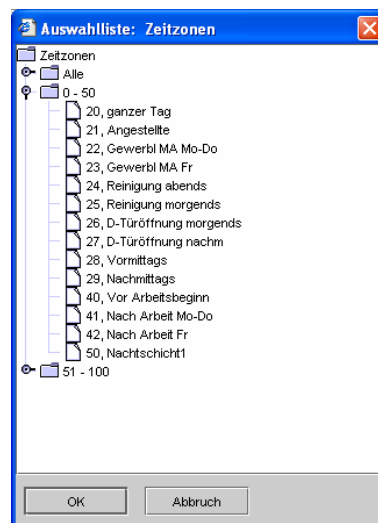 Auswahlliste: Zeitzonen
Zeitzonen
Alle
0 - 50
20, ganzer Tag
21, Angestellte
22, Gewerbl MA Mo-Do
23, Gewerbl MA Fr
24, Reinigung abends
25, Reinigung morgends
26, D-Türöffnung morgends
27, D-Türöffnung nachm
28, Vormittags
29, Nachmittags
40, Vor Arbeitsbeginn
41, Nach Arbeit Mo-Do
42, Nach Arbeit Fr
50, Nachtschicht1
51 - 100
OK Abbruch